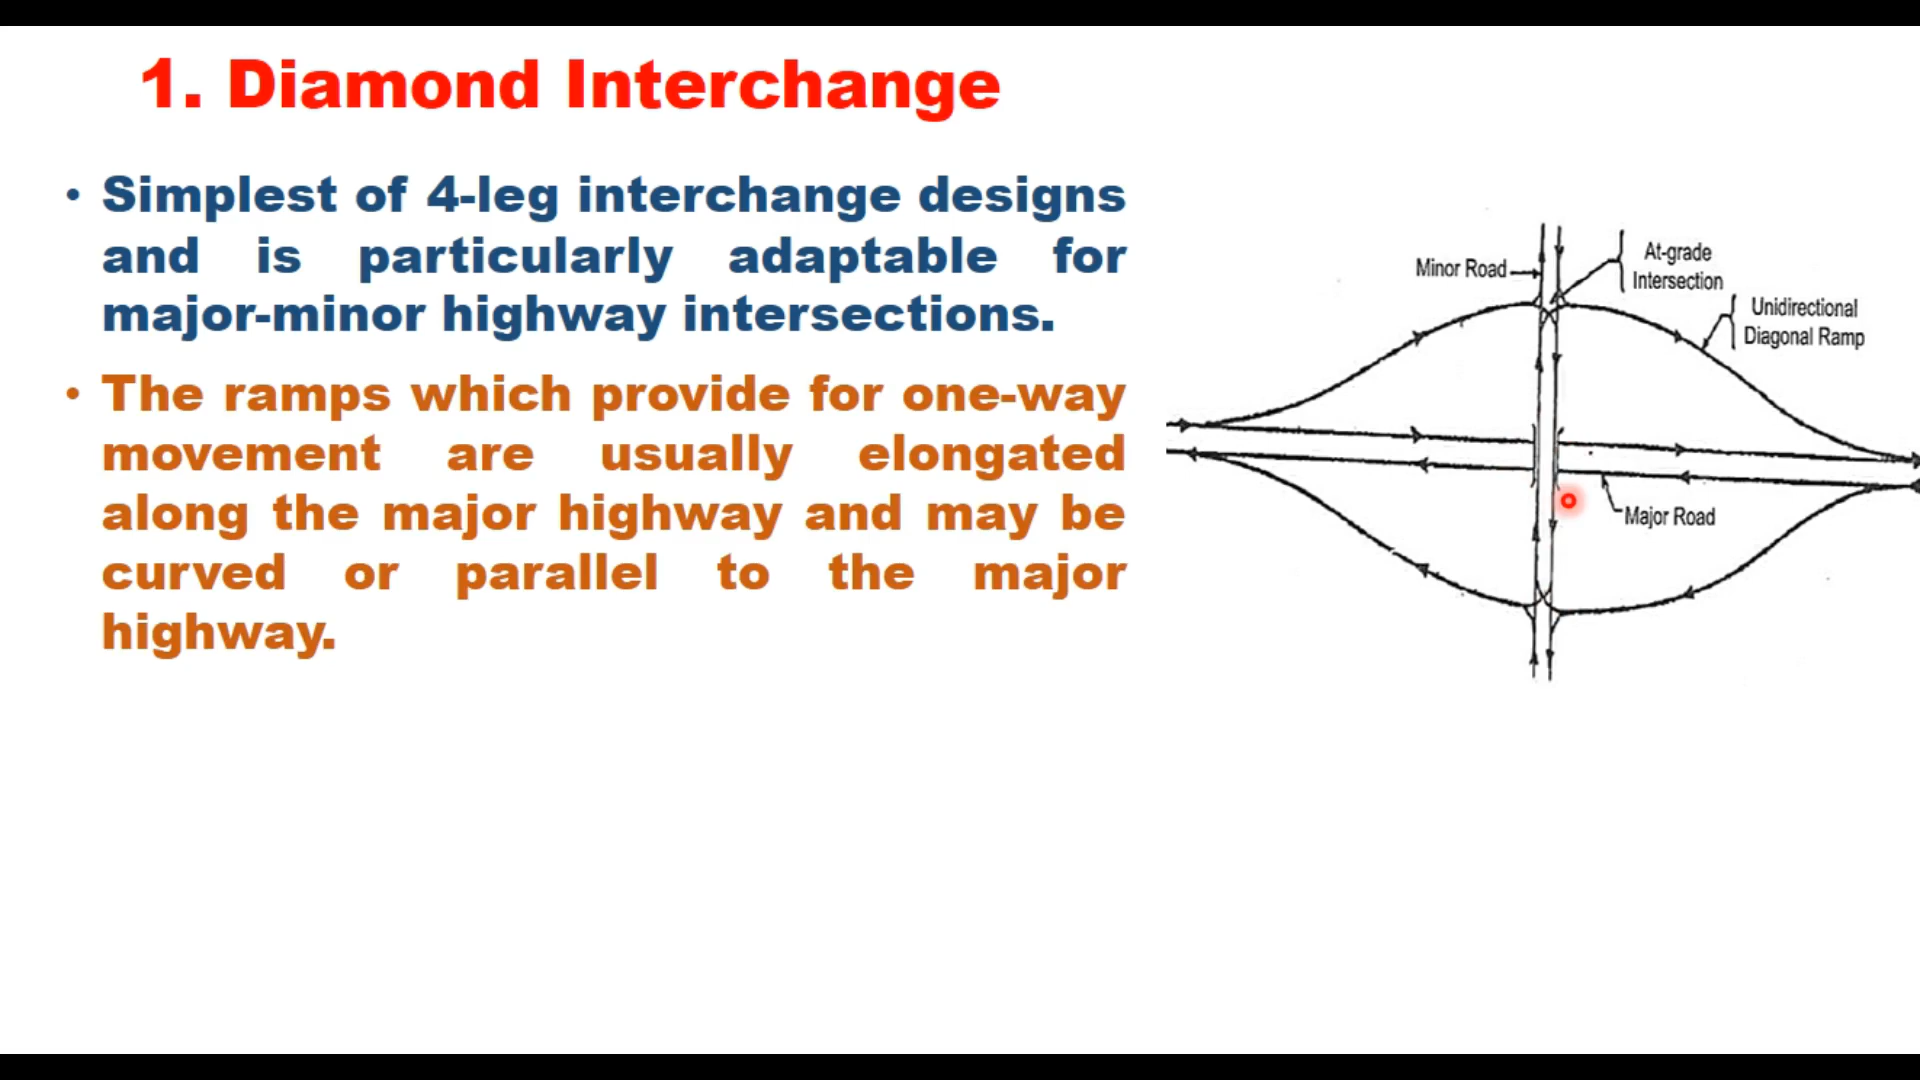 1. Diamond Interchange
• Simplest of 4-leg interchange designs
and is particularly adaptable for
major-minor highway intersections.
• The ramps which provide for one-way
movement are usually elongated
along the major highway and may be
curved or parallel to the major
highway.
Minor Road
At-grade
Intersection
Unidirectional
Diagonal Ramp
Major Road